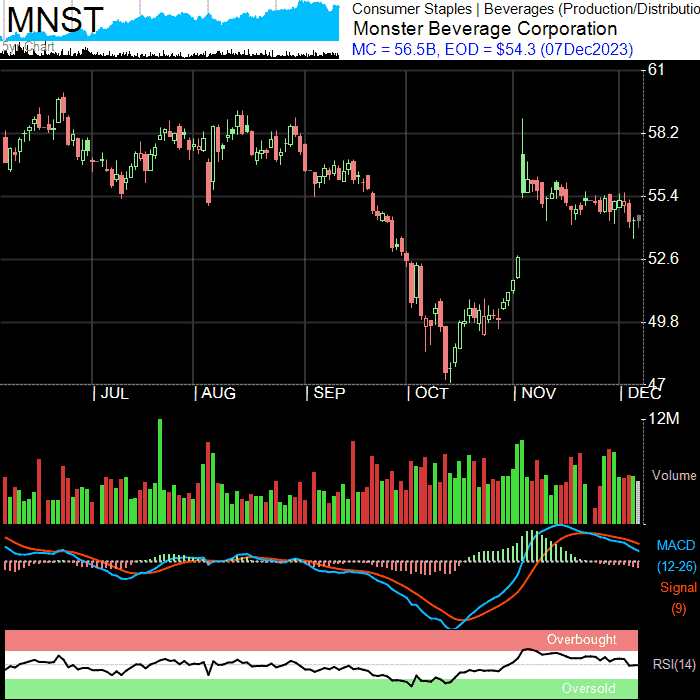 MNST
5yr Chart
Consumer Staples | Beverages (Production/Distributio
Monster Beverage Corporation
MC = 56.5B, EOD = $54.3 (07Dec2023)
61
58.2
55.4
52.6
49.8
47
| JUL | AUG | SEP | OCT | NOV | DEC
12M
Volume
MACD
(12-26)
Signal
(9)
Overbought
RSI(14)
Oversold